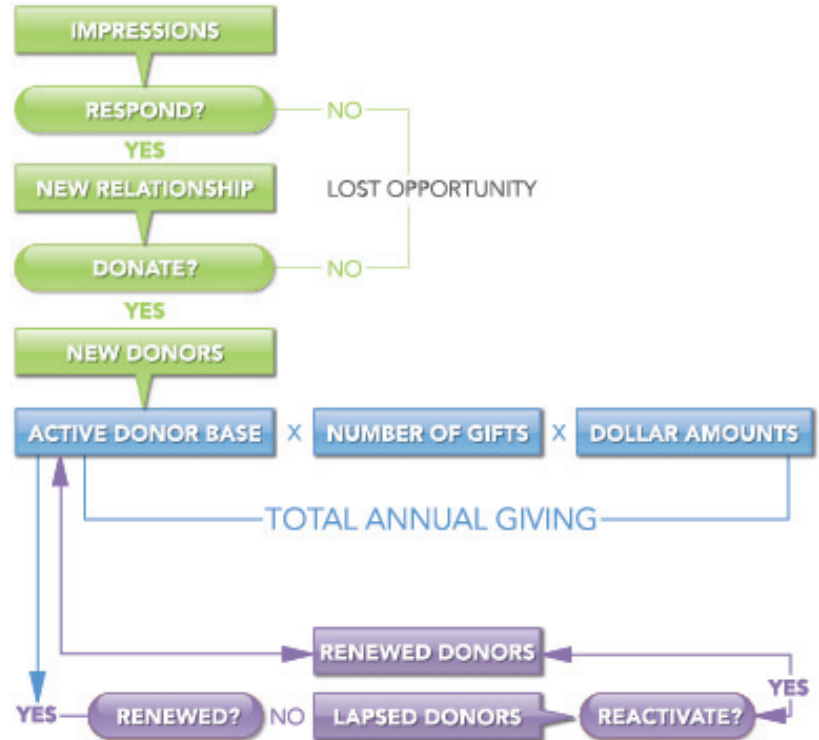 IMPRESSIONS
RESPOND?
NO
YES
NEW RELATIONSHIP
LOST OPPORTUNITY
DONATE?
NO
YES
NEW DONORS
ACTIVE DONOR BASE X NUMBER OF GIFTS X DOLLAR AMOUNTS
TOTAL ANNUAL GIVING
RENEWED DONORS
YES
YES RENEWED? NO LAPSED DONORS REACTIVATE?